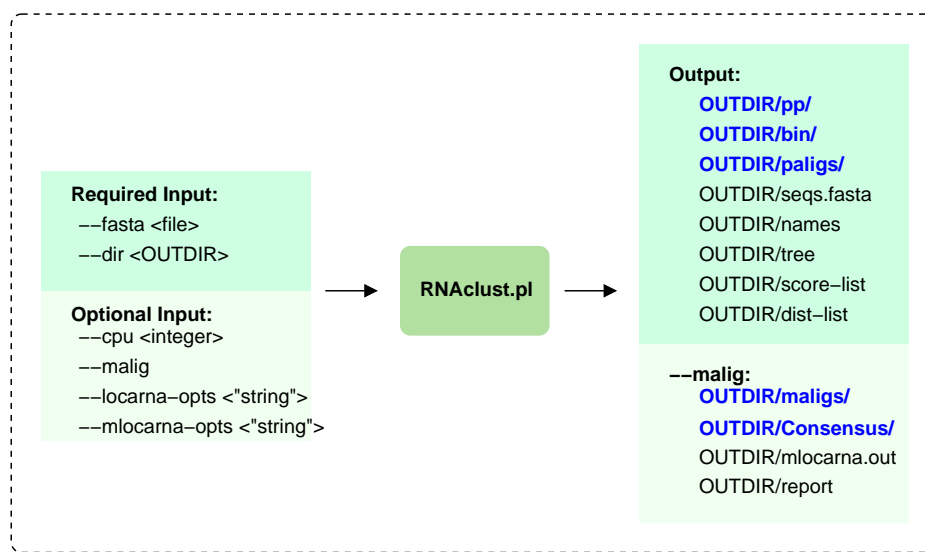 Required Input:
−−fasta <file>
−−dir <OUTDIR>
Optional Input:
−−cpu <integer>
−−malig
−−locarna−opts <"string">
−−mlocarna−opts <"string">
RNAclust.pl
Output:
OUTDIR/pp/
OUTDIR/bin/
OUTDIR/paligs/
OUTDIR/seqs.fasta
OUTDIR/names
OUTDIR/tree
OUTDIR/score−list
OUTDIR/dist−list
−−malig:
OUTDIR/maligs/
OUTDIR/Consensus/
OUTDIR/mlocarna.out
OUTDIR/report